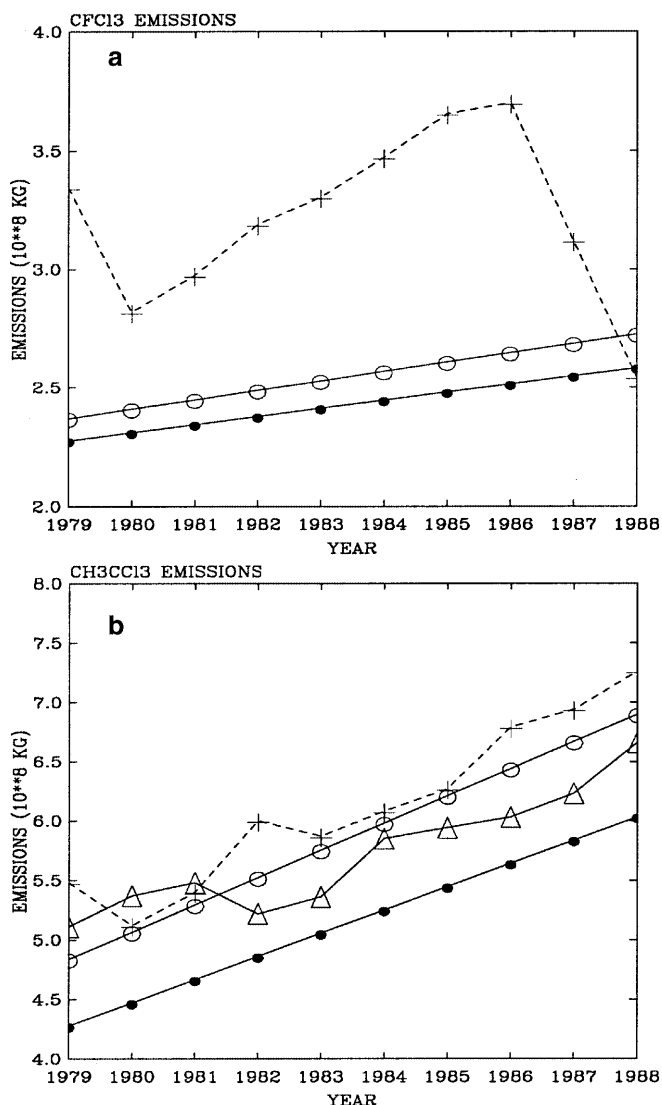 CFCl3 EMISSIONS
a
4.0
3.5
3.0
2.5
2.0
EMISSIONS (10**8 KG)
1979 1980 1981 1982 1983 1984 1985 1986 1987 1988
YEAR
CH3CCl3 EMISSIONS
b
8.0
7.5
7.0
6.5
6.0
5.5
5.0
4.5
4.0
EMISSIONS (10**8 KG)
1979 1980 1981 1982 1983 1984 1985 1986 1987 1988
YEAR